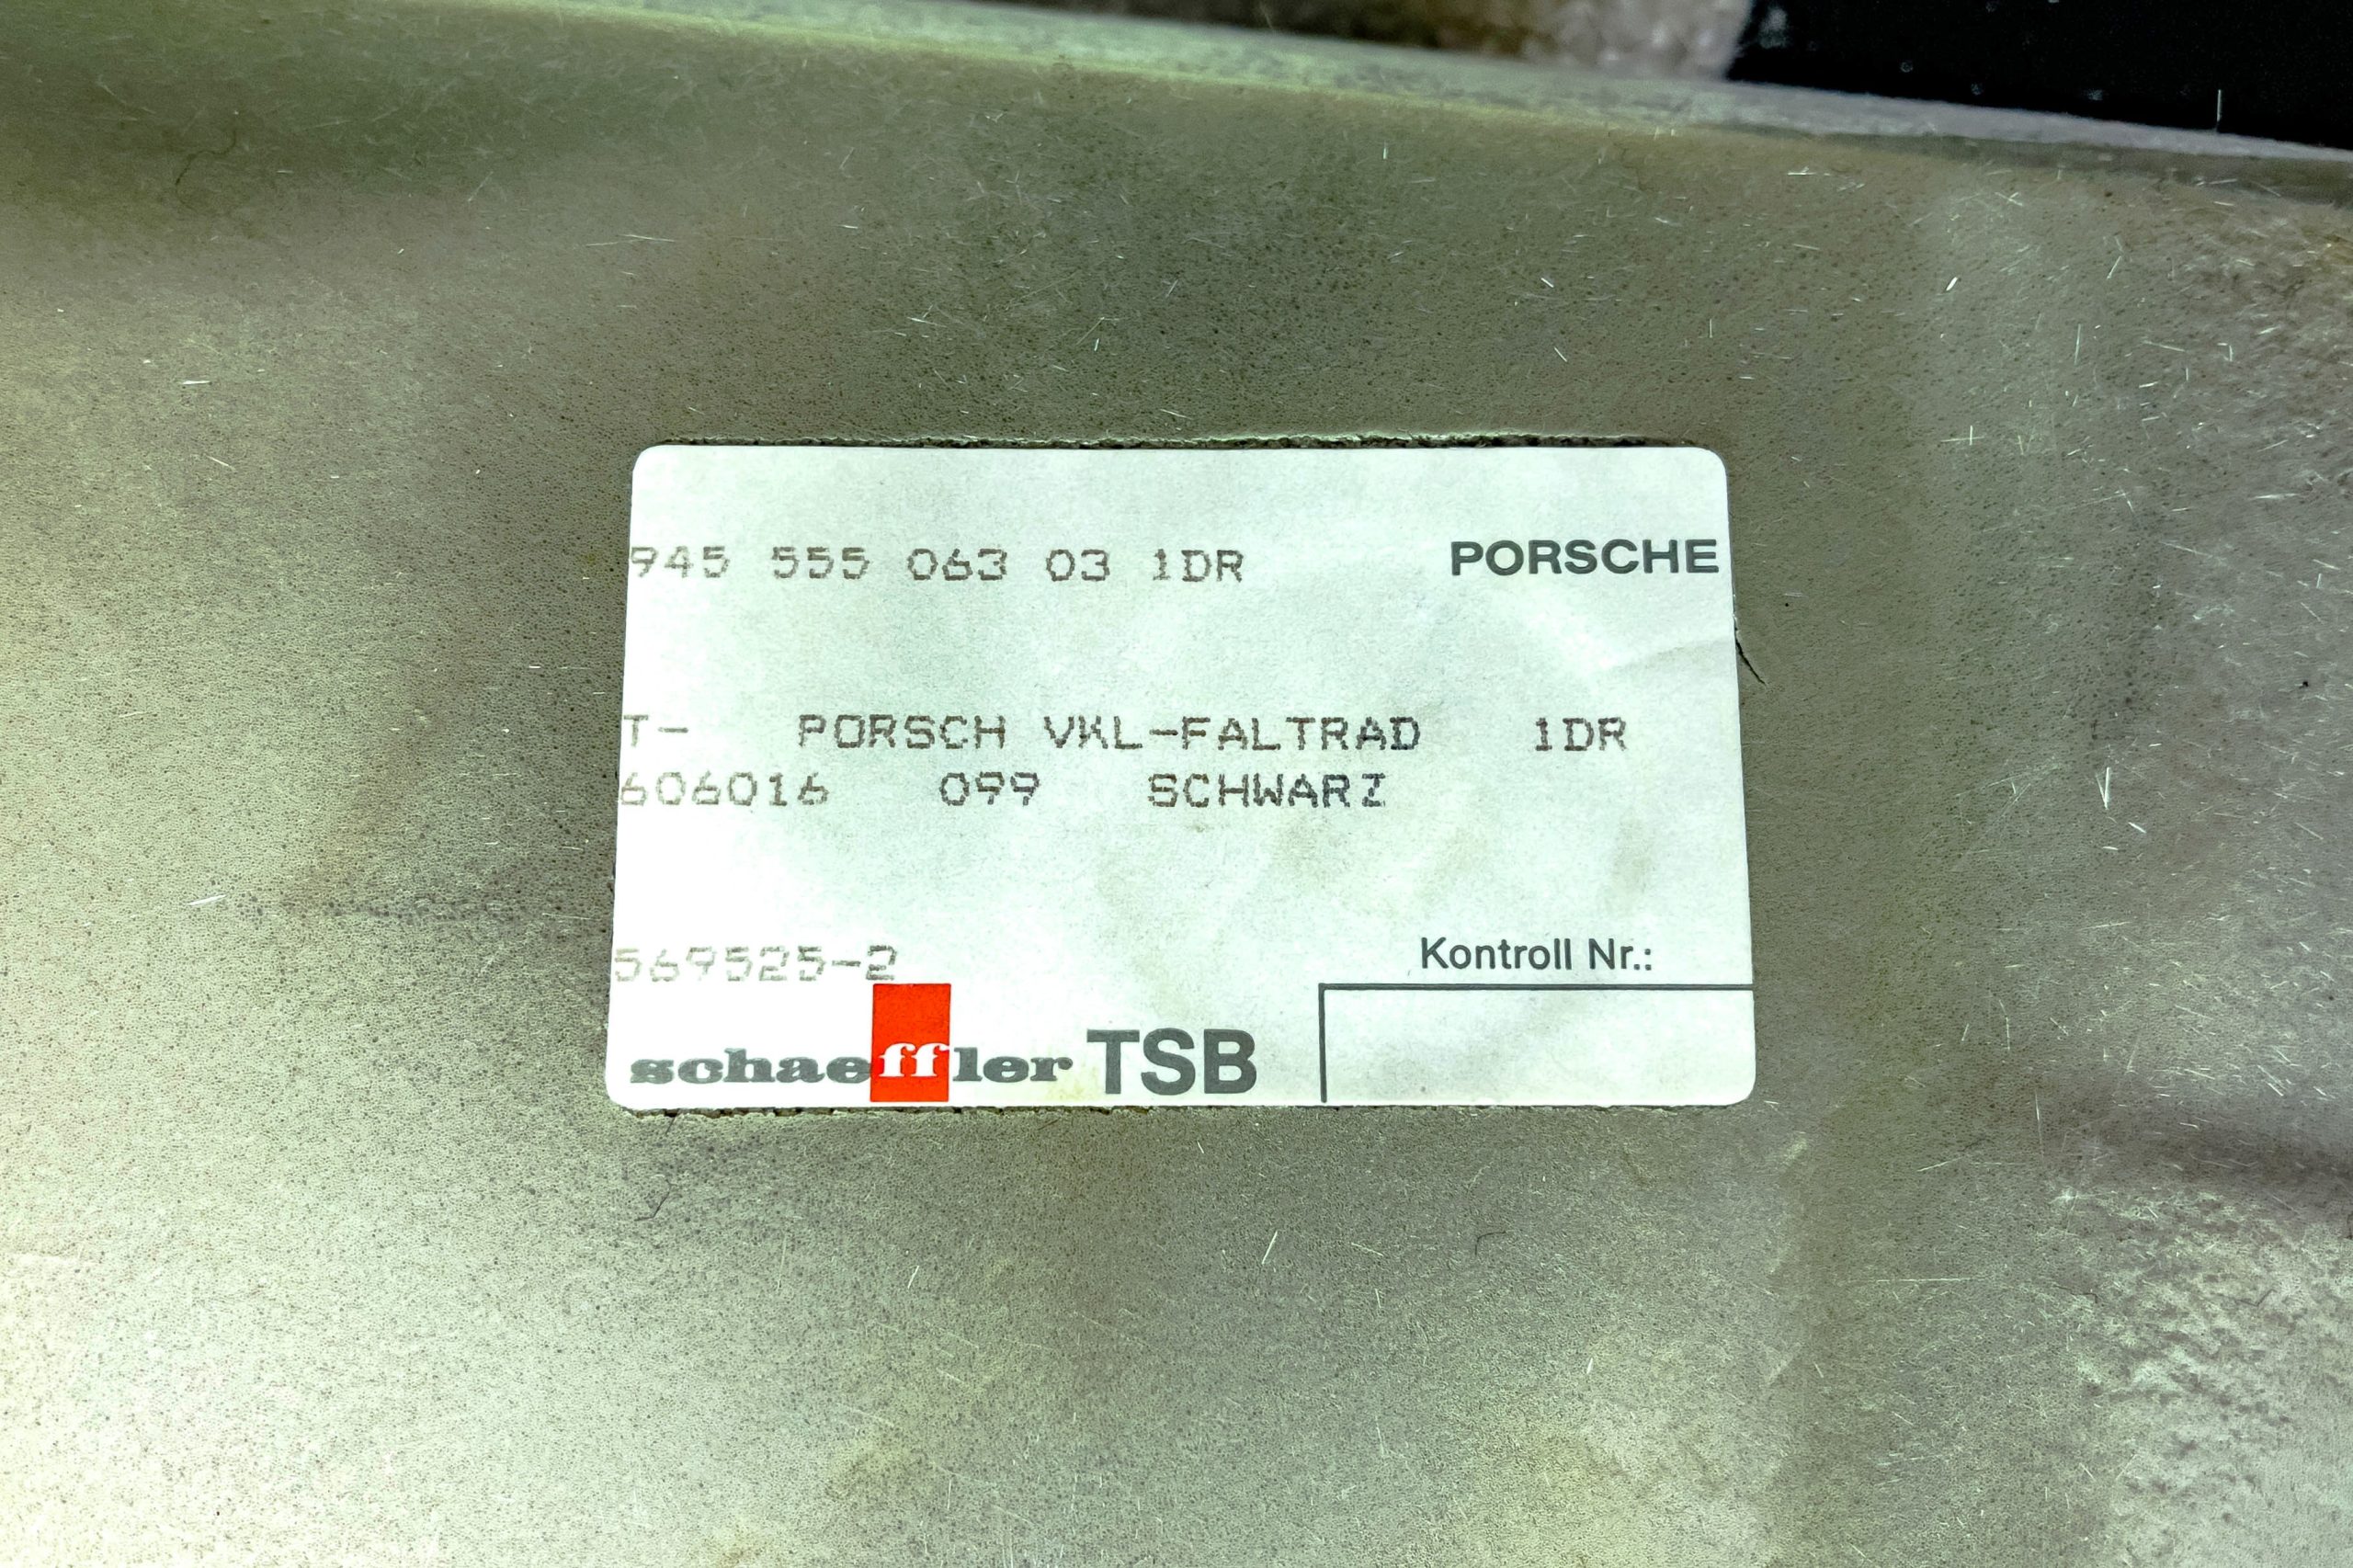 945 555 063 03 1DR PORSCHE
T- PORSCH VKL-FALTRAD 1DR
606016 099 SCHWARZ
569525-2
Kontroll Nr.:
schaeffler TSB